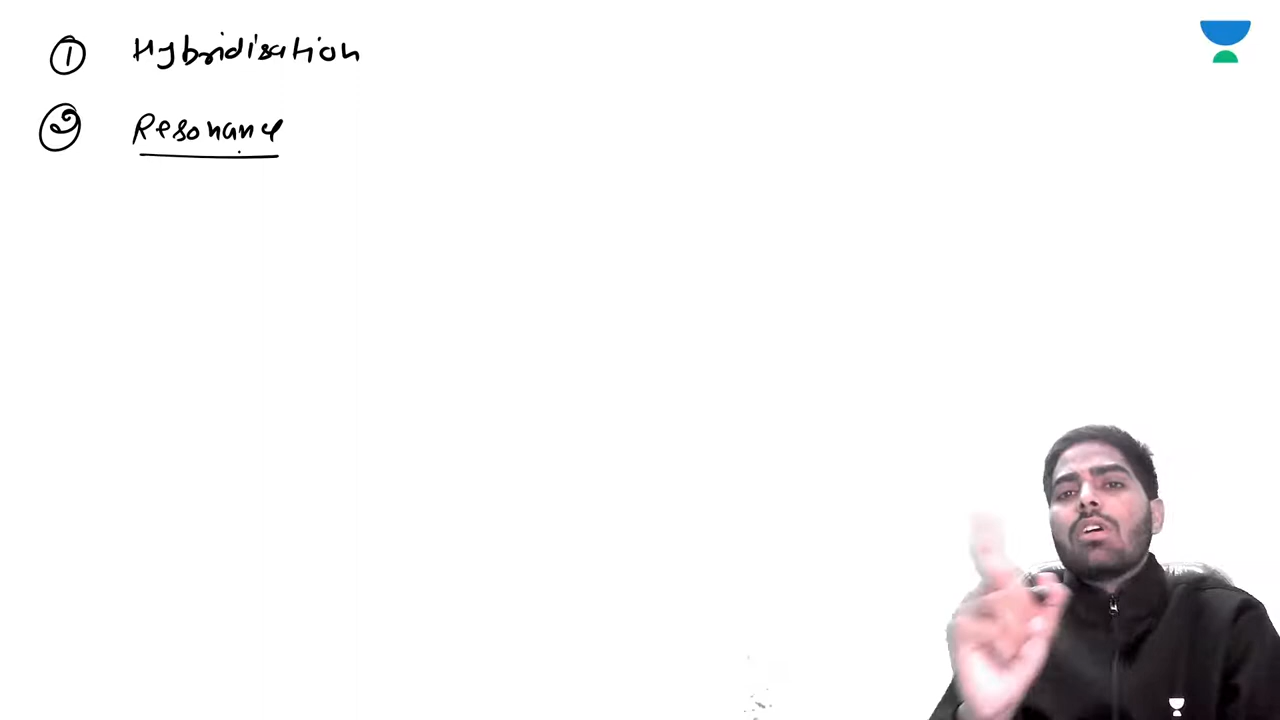 ① Hybridisation
② Resonance